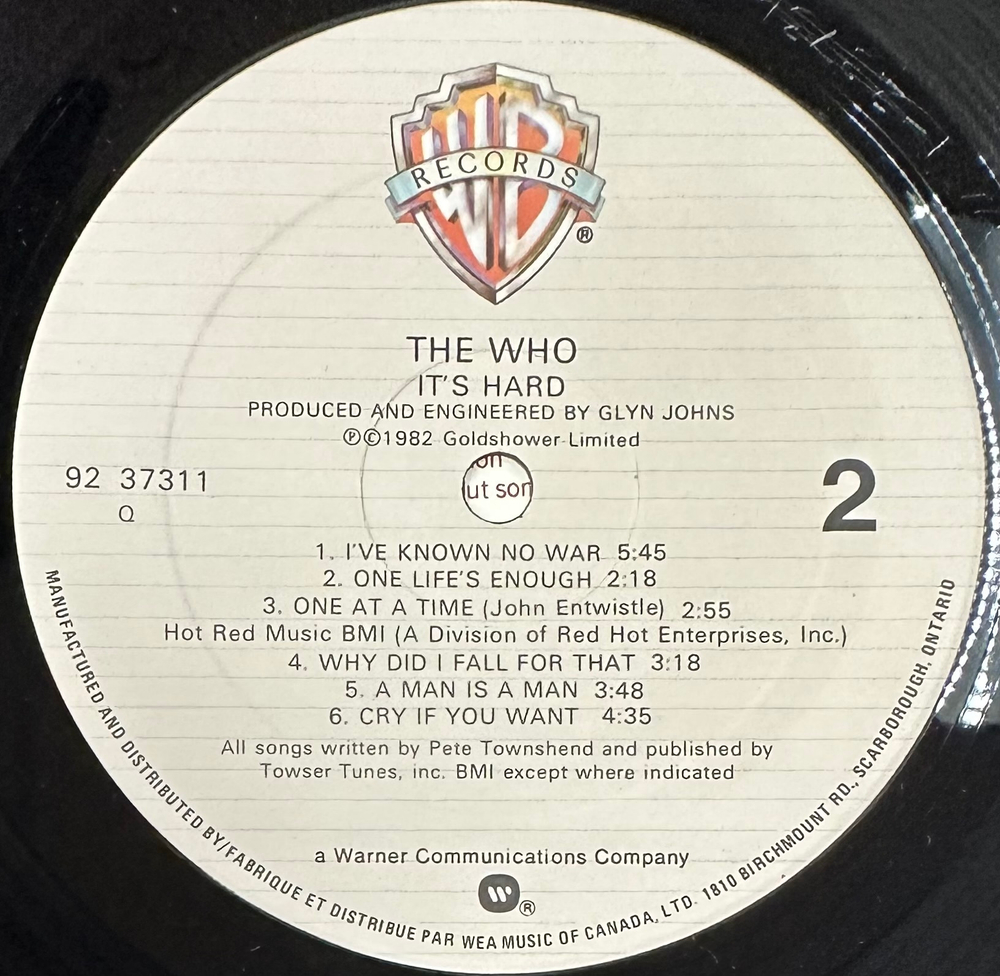 WB
RECORDS
®
THE WHO
IT'S HARD
PRODUCED AND ENGINEERED BY GLYN JOHNS
ⓅⒸ1982 Goldshower Limited
92 37311
Q
2
ut son
1. I'VE KNOWN NO WAR 5:45
2. ONE LIFE'S ENOUGH 2:18
3. ONE AT A TIME (John Entwistle) 2:55
Hot Red Music BMI (A Division of Red Hot Enterprises, Inc.)
4. WHY DID I FALL FOR THAT 3:18
5. A MAN IS A MAN 3:48
6. CRY IF YOU WANT 4:35
All songs written by Pete Townshend and published by
Towser Tunes, inc. BMI except where indicated
a Warner Communications Company
®
MANUFACTURED AND DISTRIBUTED BY/FABRIQUE ET DISTRIBUE PAR WEA MUSIC OF CANADA, LTD. 1810 BIRCHMOUNT RD., SCARBOROUGH, ONTARIO